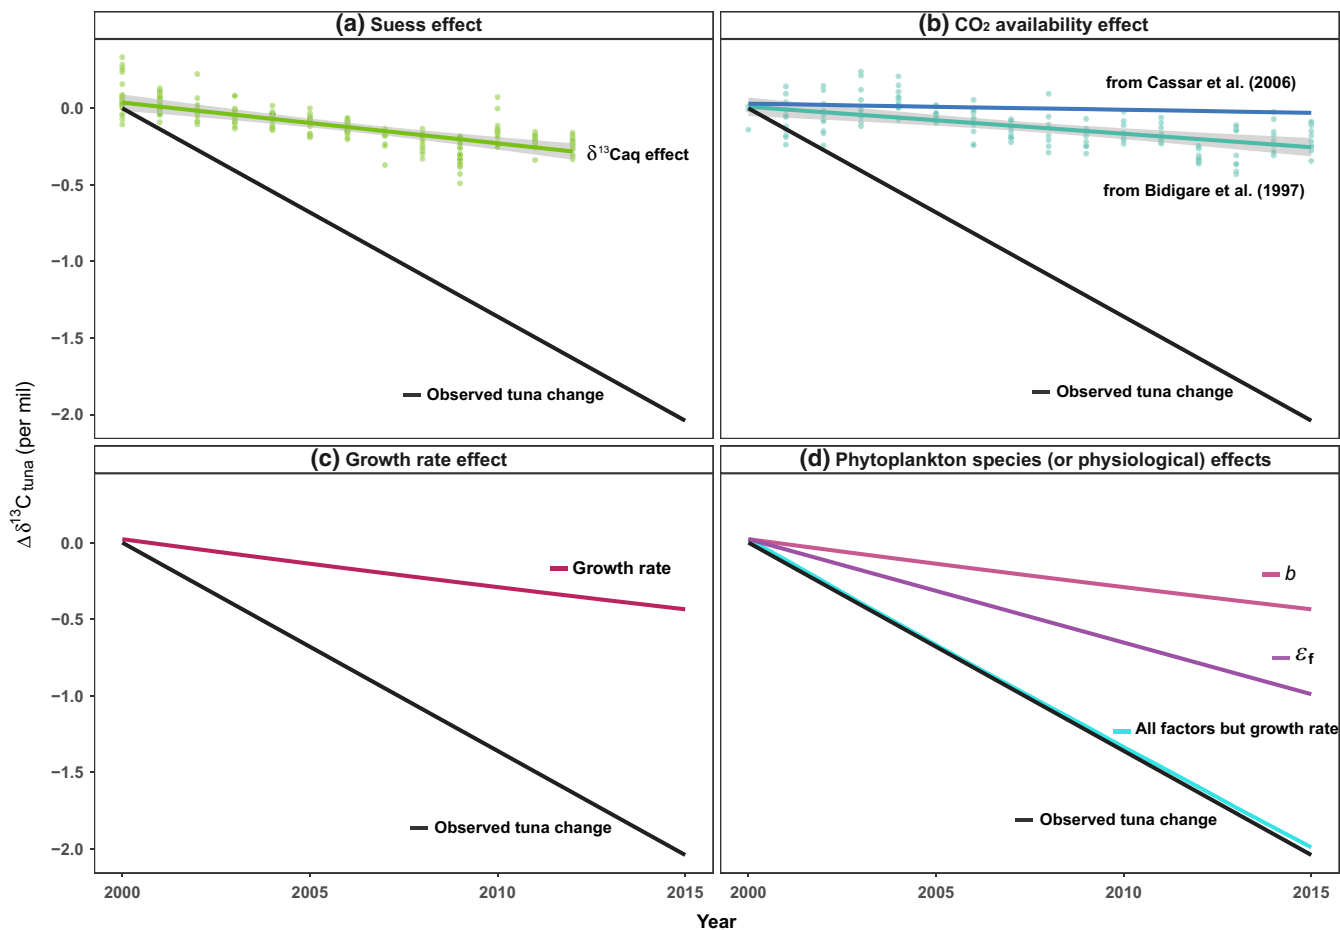 (a) Suess effect
(b) CO2 availability effect
0.0
−0.5
−1.0
−1.5
−2.0
δ13Caq effect
Observed tuna change
from Cassar et al. (2006)
from Bidigare et al. (1997)
Observed tuna change
Δδ13Ctuna (per mil)
(c) Growth rate effect
(d) Phytoplankton species (or physiological) effects
0.0
−0.5
−1.0
−1.5
−2.0
Growth rate
Observed tuna change
b
εf
All factors but growth rate
Observed tuna change
2000 2005 2010 2015
2000 2005 2010 2015
Year